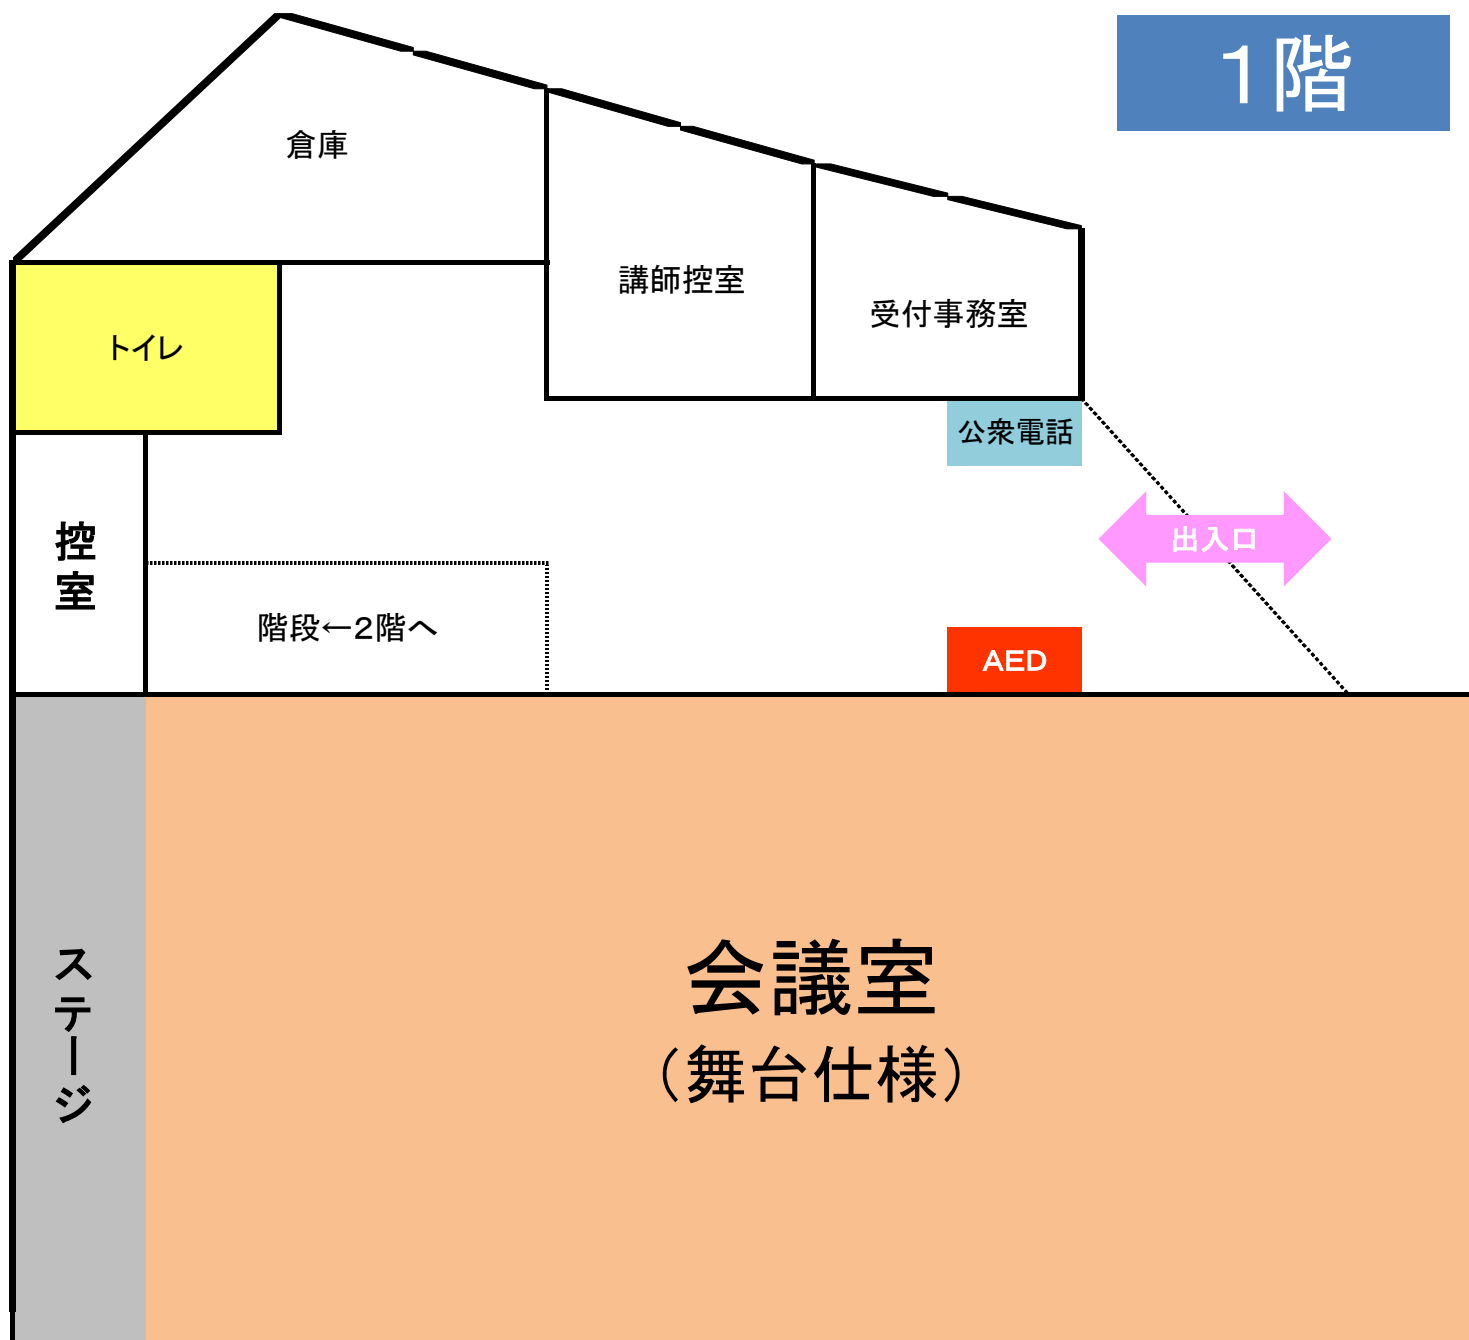 １階
倉庫
講師控室
受付事務室
トイレ
公衆電話
出入口
控室
階段←２階へ
AED
ステージ
会議室
（舞台仕様）